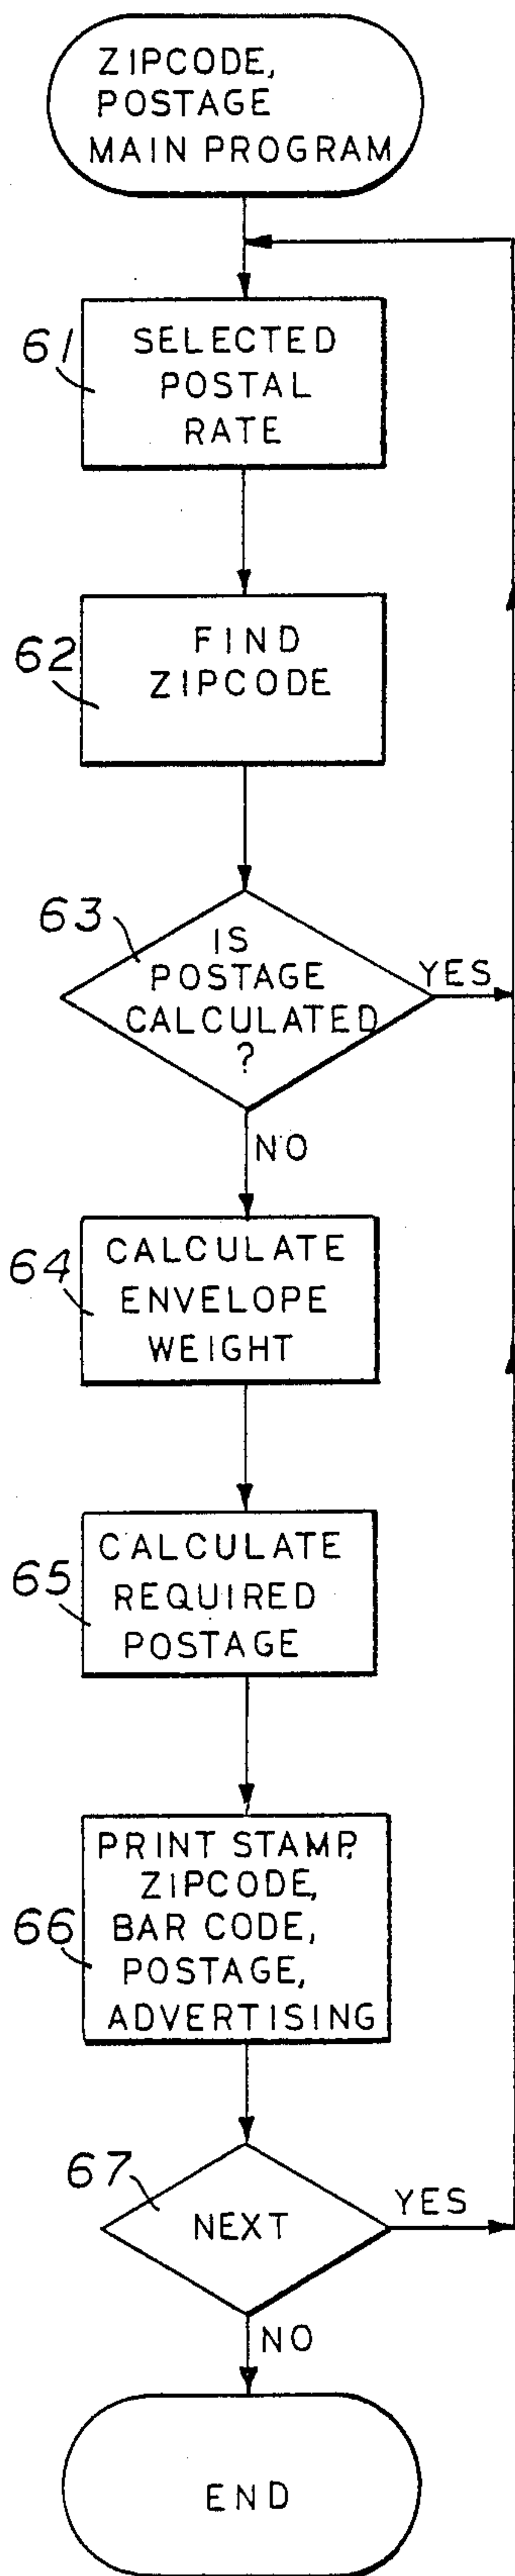 ZIPCODE,
POSTAGE
MAIN PROGRAM
61
SELECTED
POSTAL
RATE
62
FIND
ZIPCODE
63
IS
POSTAGE
CALCULATED
?
YES
NO
64
CALCULATE
ENVELOPE
WEIGHT
65
CALCULATE
REQUIRED
POSTAGE
66
PRINT STAMP,
ZIPCODE,
BAR CODE,
POSTAGE,
ADVERTISING
67
NEXT
YES
NO
END